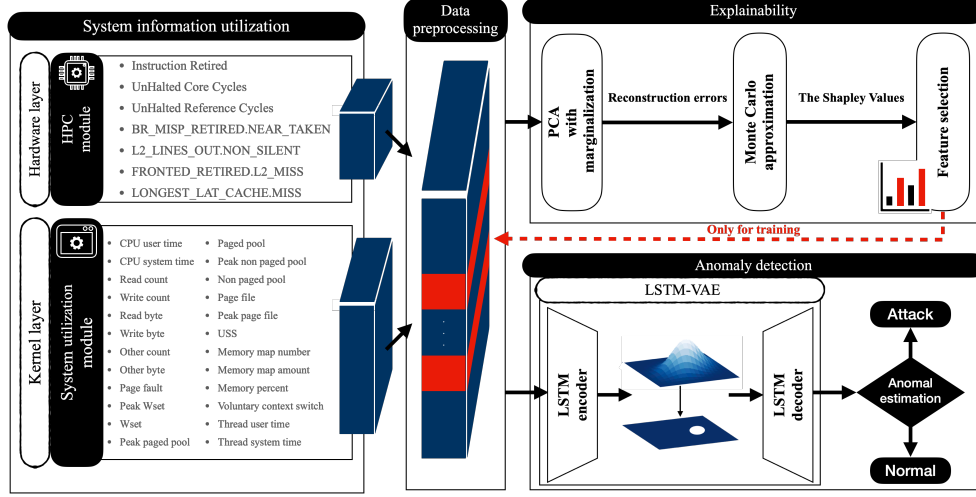 System information utilization
Hardware layer
HPC
module
• Instruction Retired
• UnHalted Core Cycles
• UnHalted Reference Cycles
• BR_MISP_RETIRED.NEAR_TAKEN
• L2_LINES_OUT.NON_SILENT
• FRONTED_RETIRED.L2_MISS
• LONGEST_LAT_CACHE.MISS
Kernel layer
System utilization
module
• CPU user time
• CPU system time
• Read count
• Write count
• Read byte
• Write byte
• Other count
• Other byte
• Page fault
• Peak Wset
• Wset
• Peak paged pool
• Paged pool
• Peak non paged pool
• Non paged pool
• Page file
• Peak page file
• USS
• Memory map number
• Memory map amount
• Memory percent
• Voluntary context switch
• Thread user time
• Thread system time
Data
preprocessing
Explainability
PCA
with
marginalization
Reconstruction errors
Monte Carlo
approximation
The Shapley Values
Feature selection
Only for training
Anomaly detection
LSTM-VAE
LSTM
encoder
LSTM
decoder
Attack
Anomal
estimation
Normal